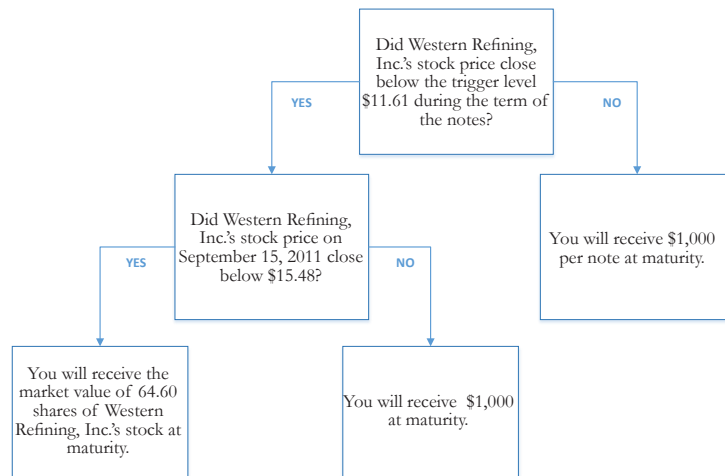 Did Western Refining,
Inc.'s stock price close
below the trigger level
$11.61 during the term of
the notes?
YES
NO
Did Western Refining,
Inc.'s stock price on
September 15, 2011 close
below $15.48?
You will receive $1,000
per note at maturity.
YES
NO
You will receive the
market value of 64.60
shares of Western
Refining, Inc.'s stock at
maturity.
You will receive  $1,000
at maturity.